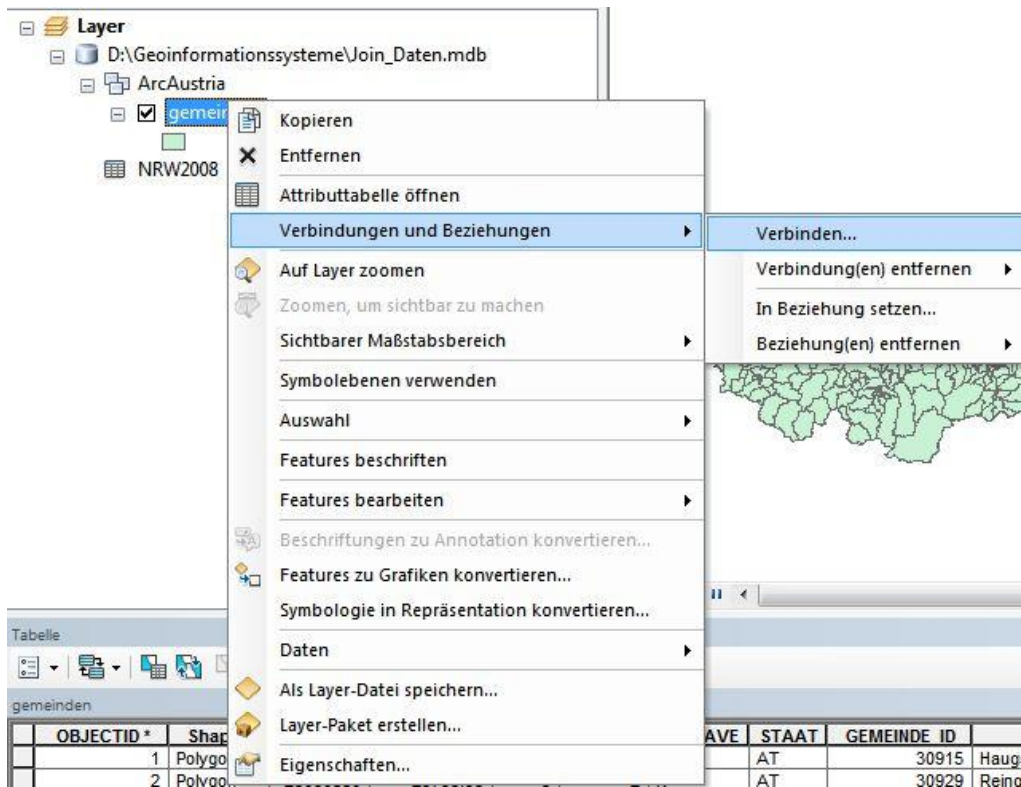 Layer
D:\Geoinformationssysteme\Join_Daten.mdb
ArcAustria
NRW2008
Kopieren
Entfernen
Attributtabelle öffnen
Verbindungen und Beziehungen
Auf Layer zoomen
Zoomen, um sichtbar zu machen
Sichtbarer Maßstabsbereich
Symbolebenen verwenden
Auswahl
Features beschriften
Features bearbeiten
Beschriftungen zu Annotation konvertieren...
Features zu Grafiken konvertieren...
Symbologie in Repräsentation konvertieren...
Daten
Als Layer-Datei speichern...
Layer-Paket erstellen...
Eigenschaften...
Verbinden...
Verbindung(en) entfernen
In Beziehung setzen...
Beziehung(en) entfernen
Tabelle
gemeinden
OBJECTID * Shap AVE STAAT GEMEINDE_ID
1 Polygo AT 30915 Haug
2 Polygon AT 30929 Reing